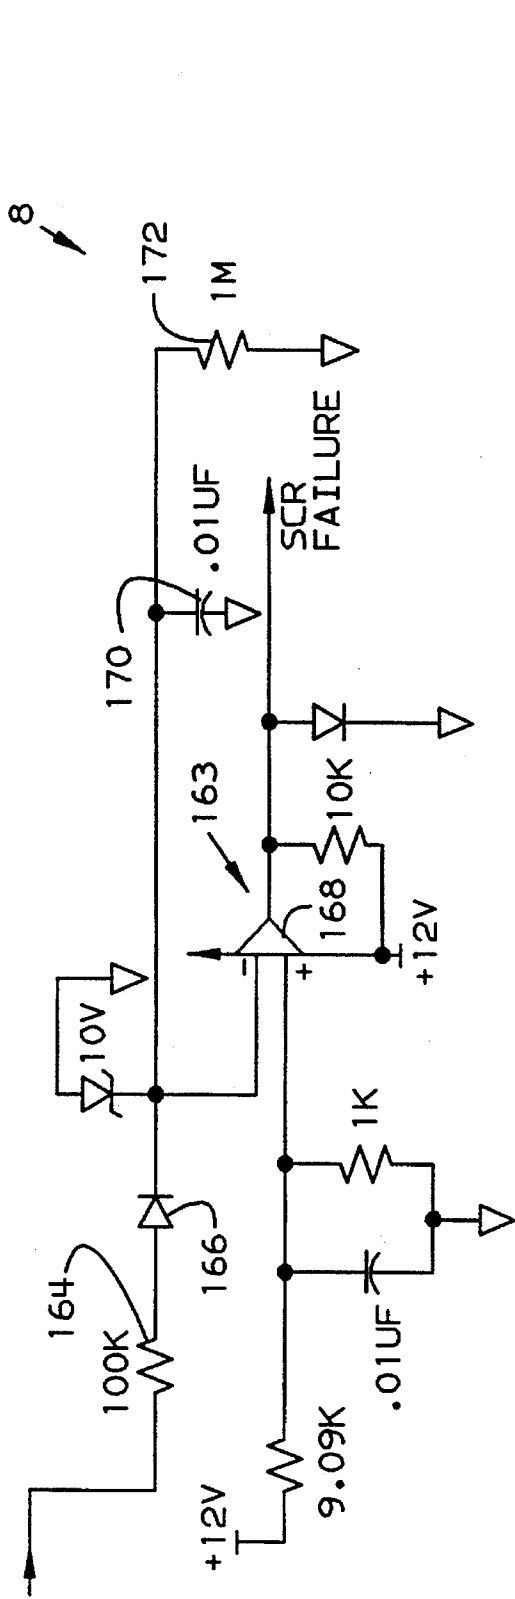 8
172
1M
170
.01UF
SCR
FAILURE
163
10K
168
-
+
+12V
10V
1K
164
100K
166
.01UF
+12V
9.09K